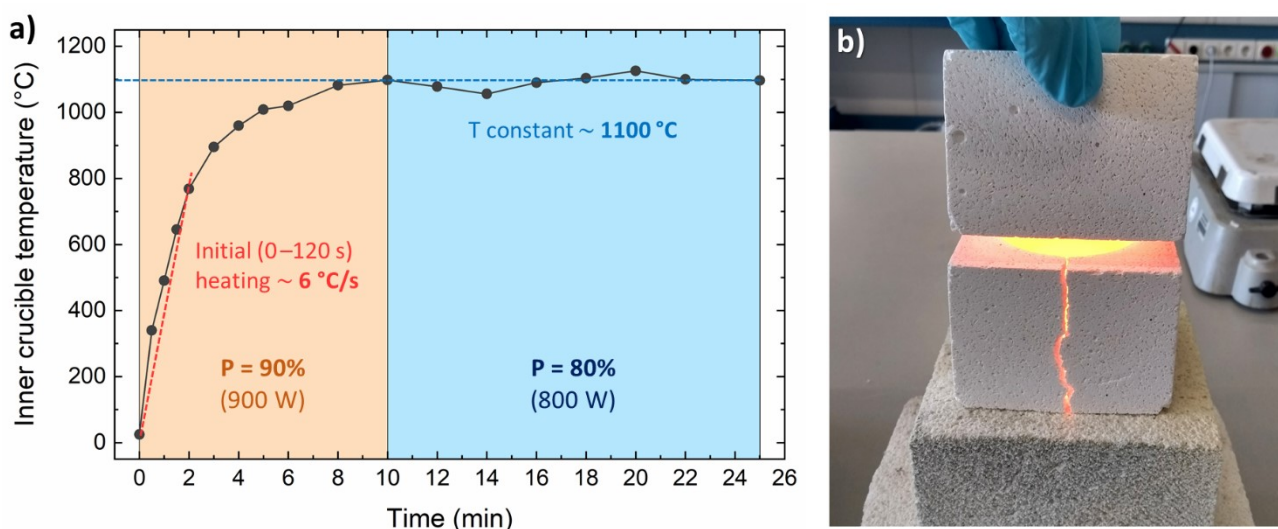 a)
Inner crucible temperature (°C)
1200
1000
800
600
400
200
0
T constant ~ 1100 °C
Initial (0–120 s)
heating ~ 6 °C/s
P = 90%
(900 W)
P = 80%
(800 W)
0 2 4 6 8 10 12 14 16 18 20 22 24 26
Time (min)
b)